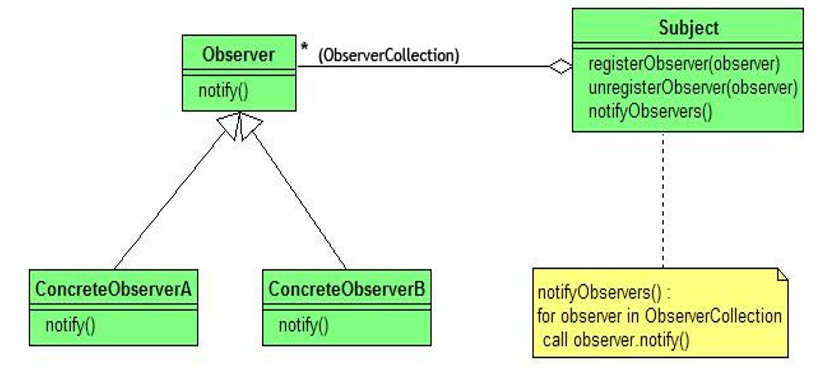 Observer
notify()
* (ObserverCollection)
Subject
registerObserver(observer)
unregisterObserver(observer)
notifyObservers()
ConcreteObserverA
notify()
ConcreteObserverB
notify()
notifyObservers() :
for observer in ObserverCollection
call observer.notify()